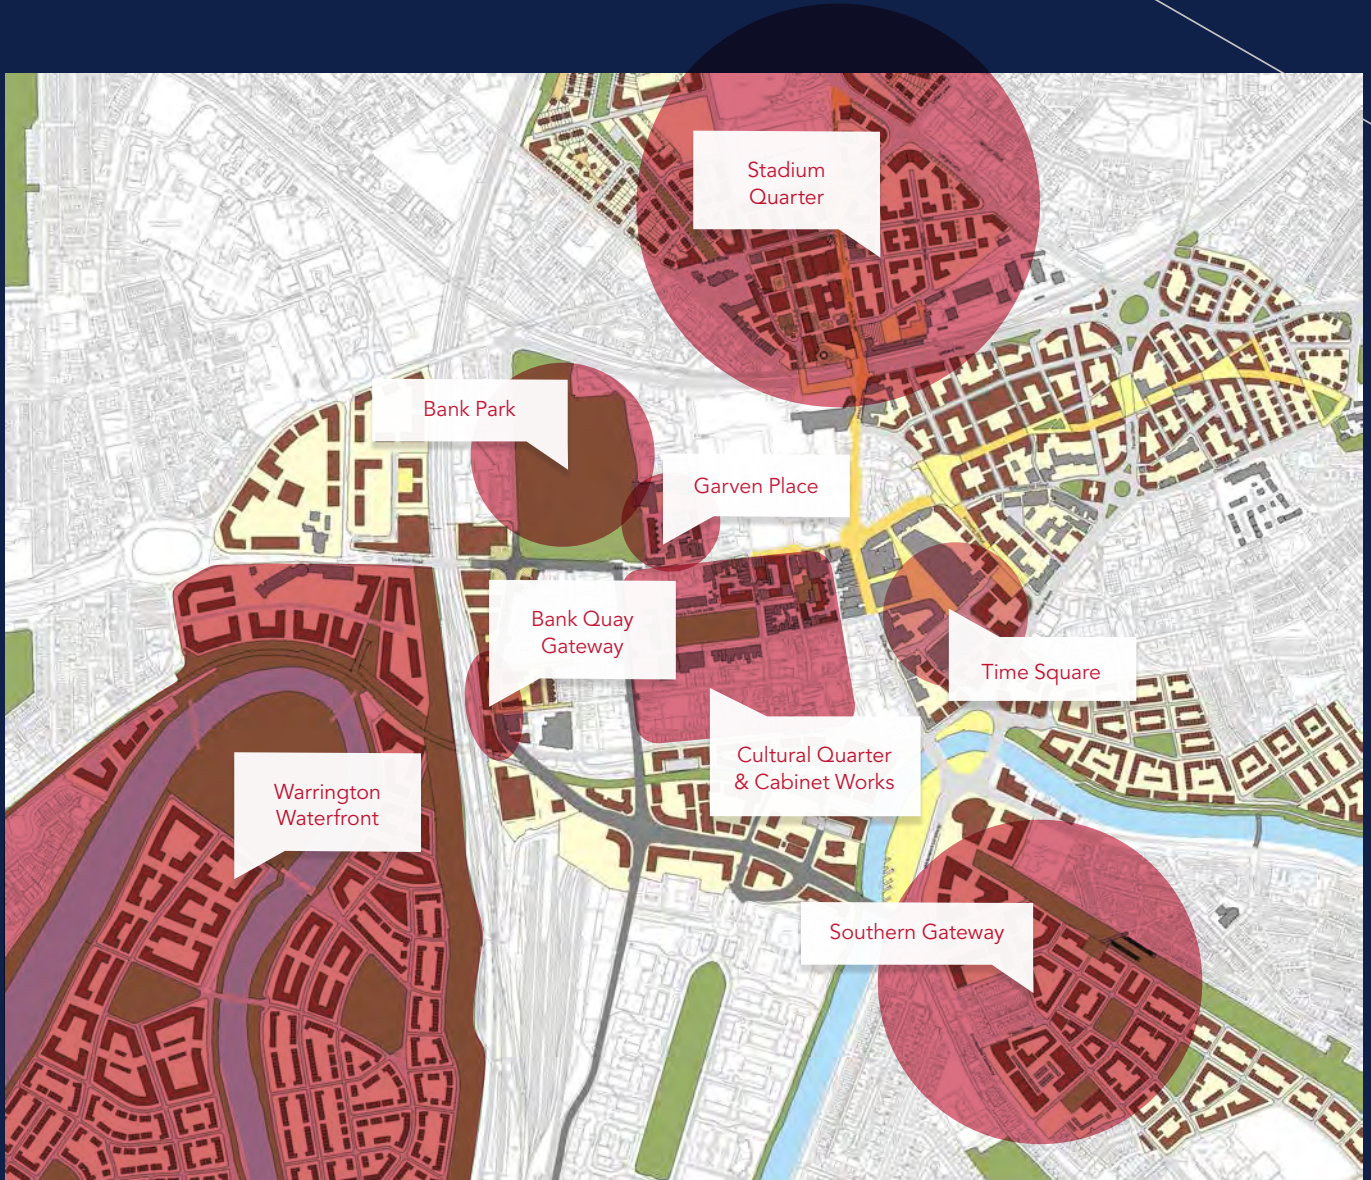 Stadium
Quarter
Bank Park
Garven Place
Bank Quay
Gateway
Time Square
Cultural Quarter
& Cabinet Works
Warrington
Waterfront
Southern Gateway